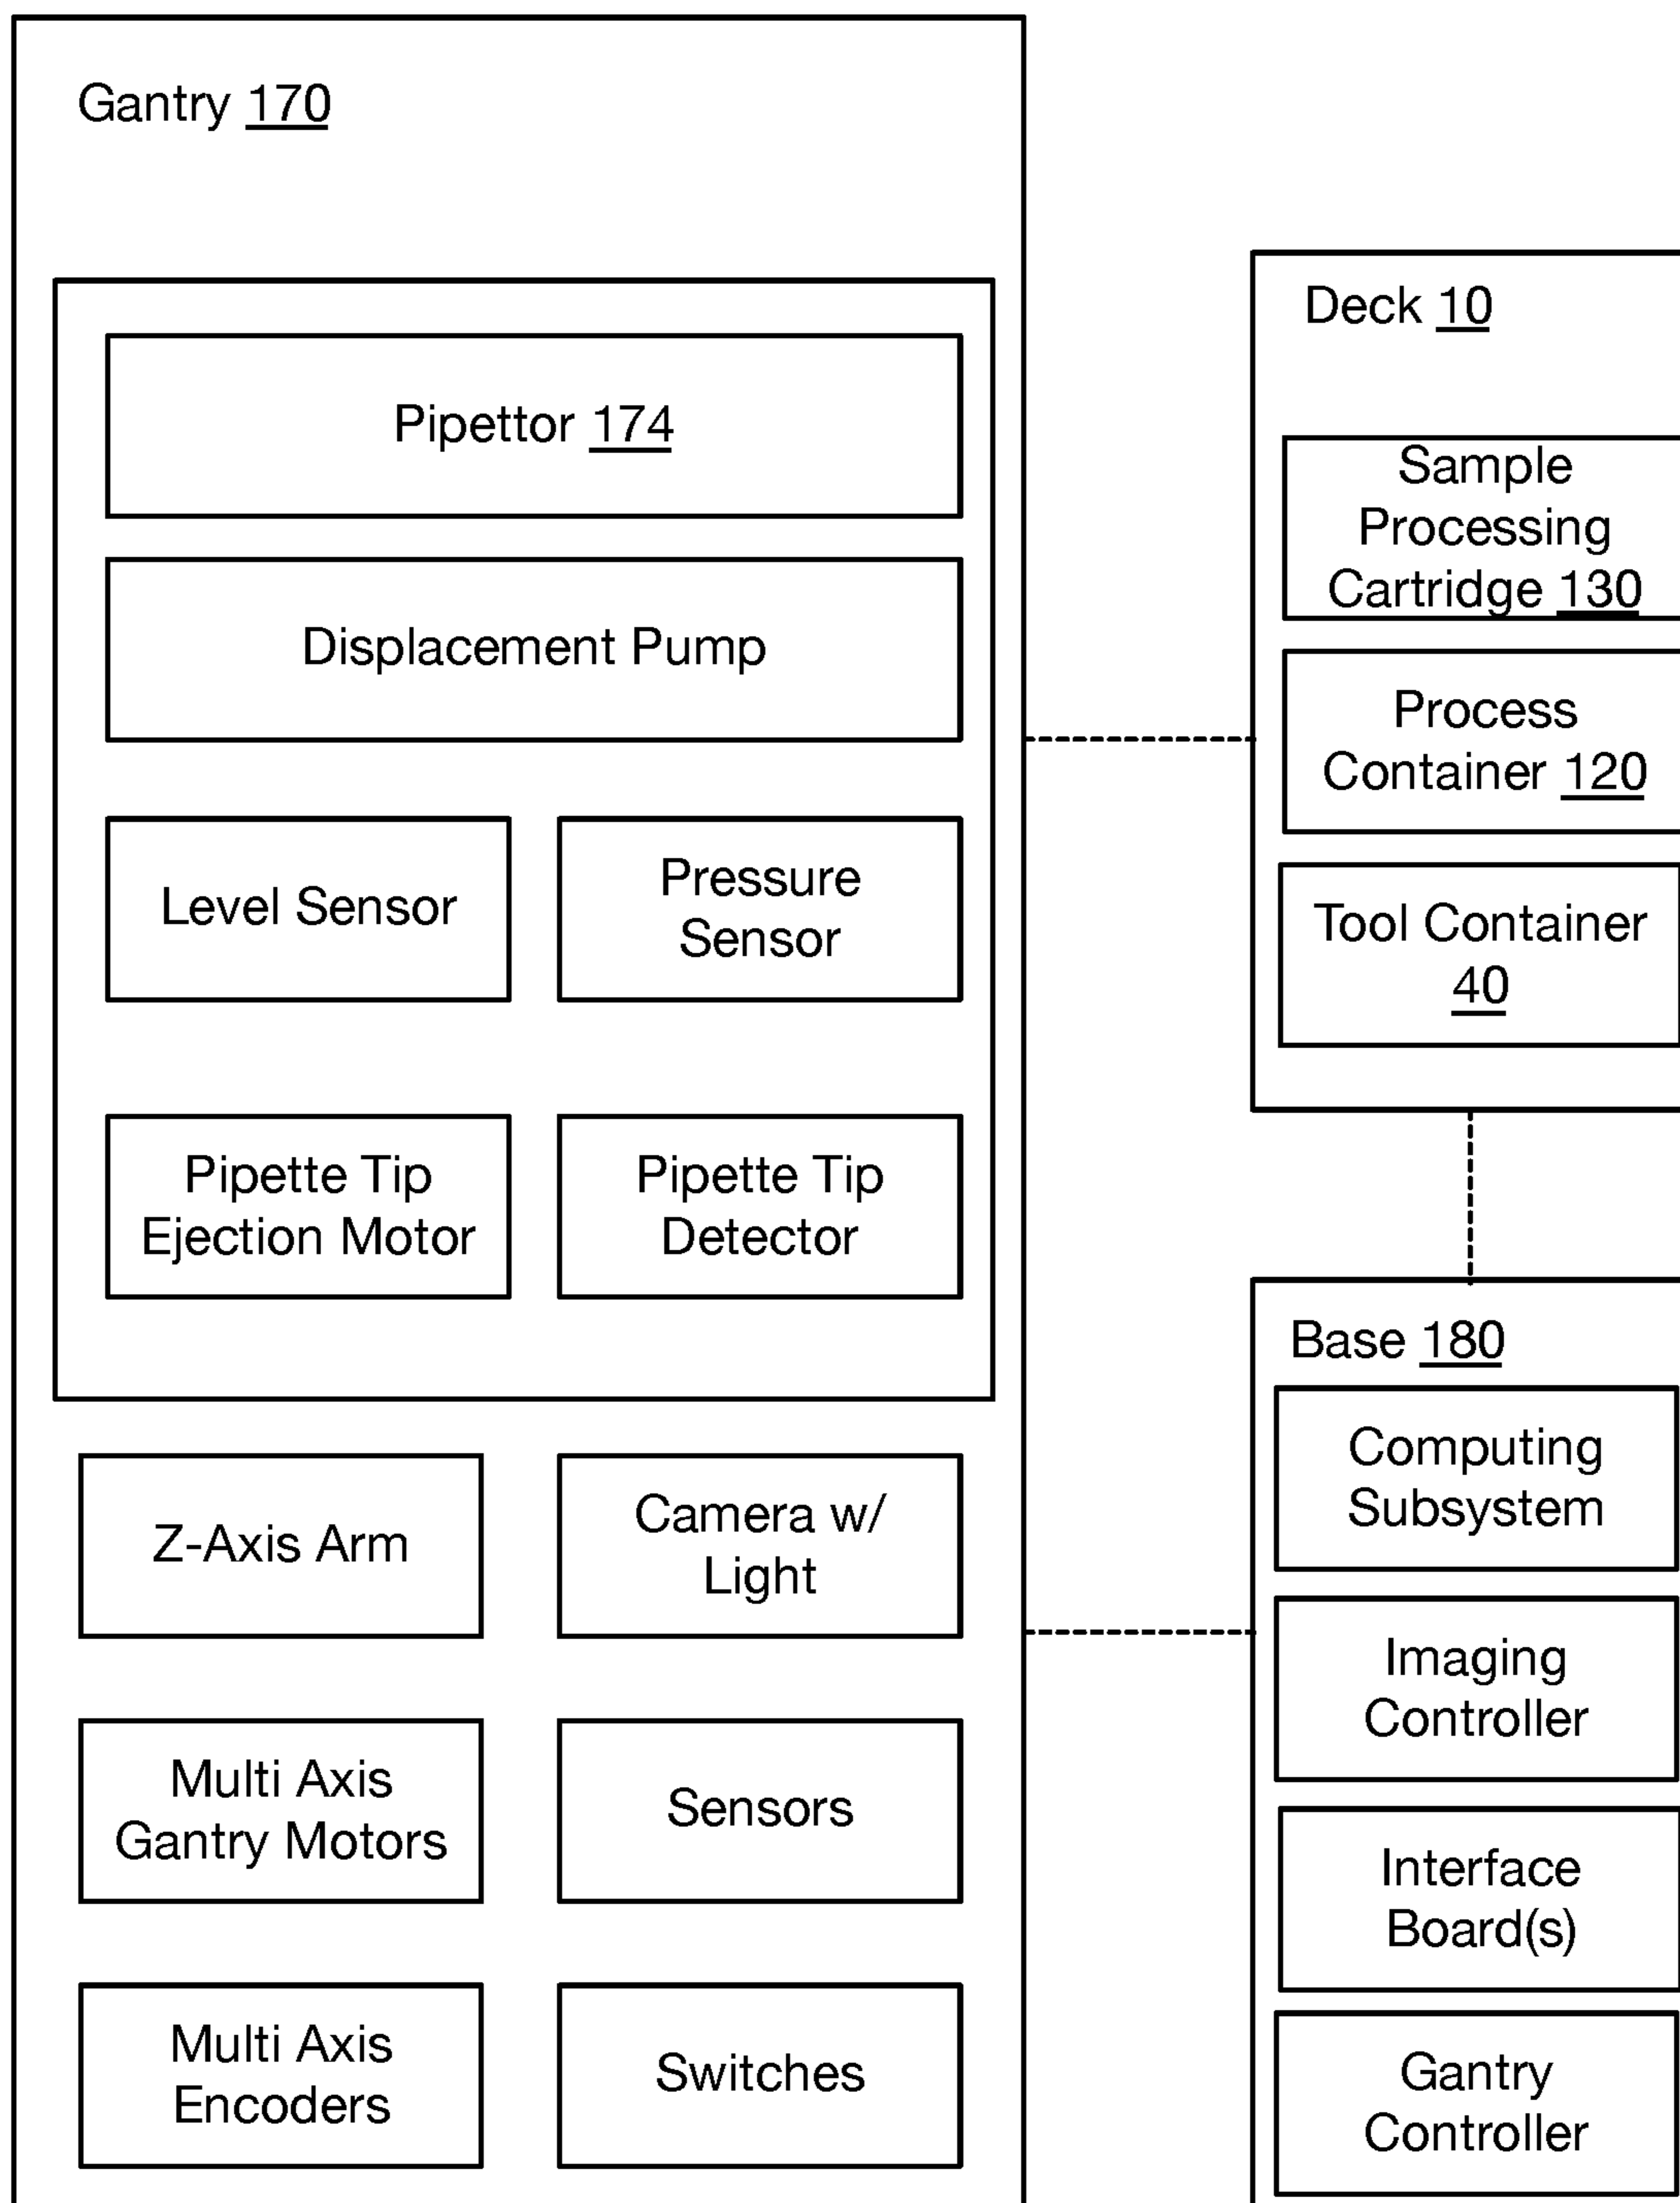 Gantry 170
Pipettor 174
Displacement Pump
Level Sensor
Pressure
Sensor
Pipette Tip
Ejection Motor
Pipette Tip
Detector
Z-Axis Arm
Camera w/
Light
Multi Axis
Gantry Motors
Sensors
Multi Axis
Encoders
Switches
Deck 10
Sample
Processing
Cartridge 130
Process
Container 120
Tool Container
40
Base 180
Computing
Subsystem
Imaging
Controller
Interface
Board(s)
Gantry
Controller